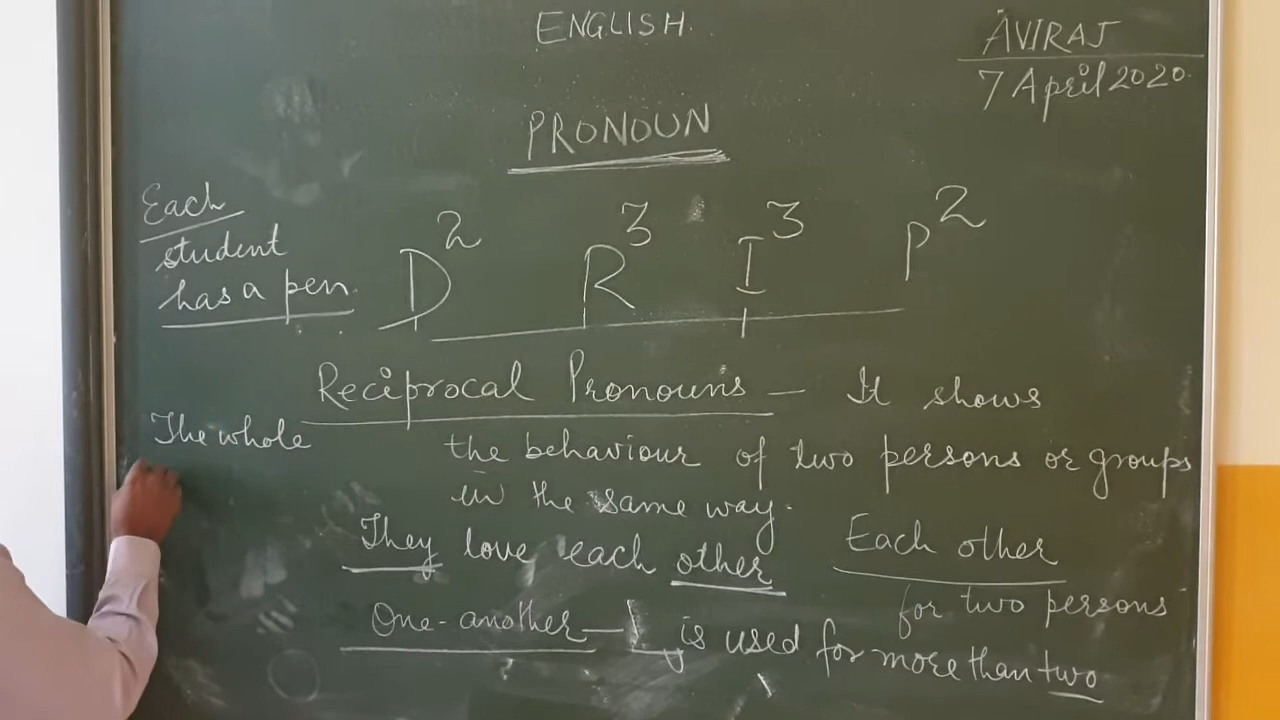 ENGLISH.
AVIRAJ
7 April 2020.
PRONOUN
Each
student
has a pen.
D² R³ I³ P²
Reciprocal Pronouns — It shows
The whole
the behaviour of two persons or groups
in the same way.
They love each other
Each other
for two persons
One-another — is used for more than two